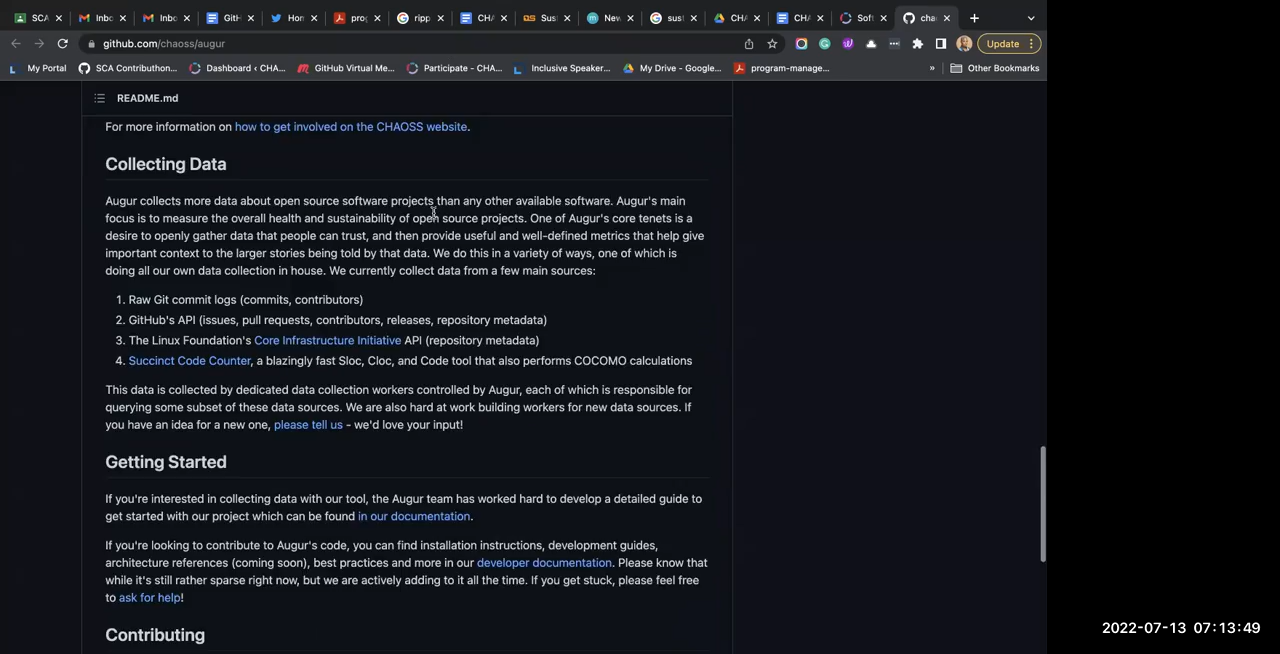 SCA
Inbo
Inbo
GitH
Hom
prog
ripp
CHA
Sust
New
sust
CHA
CHA
Soft
chao
github.com/chaoss/augur
Update
My Portal
SCA Contributhon...
Dashboard < CHA...
GitHub Virtual Me...
Participate - CHA...
Inclusive Speaker...
My Drive - Google...
program-manage...
»
Other Bookmarks
README.md
For more information on how to get involved on the CHAOSS website.
Collecting Data
Augur collects more data about open source software projects than any other available software. Augur's main
focus is to measure the overall health and sustainability of open source projects. One of Augur's core tenets is a
desire to openly gather data that people can trust, and then provide useful and well-defined metrics that help give
important context to the larger stories being told by that data. We do this in a variety of ways, one of which is
doing all our own data collection in house. We currently collect data from a few main sources:
1. Raw Git commit logs (commits, contributors)
2. GitHub's API (issues, pull requests, contributors, releases, repository metadata)
3. The Linux Foundation's Core Infrastructure Initiative API (repository metadata)
4. Succinct Code Counter, a blazingly fast Sloc, Cloc, and Code tool that also performs COCOMO calculations
This data is collected by dedicated data collection workers controlled by Augur, each of which is responsible for
querying some subset of these data sources. We are also hard at work building workers for new data sources. If
you have an idea for a new one, please tell us - we'd love your input!
Getting Started
If you're interested in collecting data with our tool, the Augur team has worked hard to develop a detailed guide to
get started with our project which can be found in our documentation.
If you're looking to contribute to Augur's code, you can find installation instructions, development guides,
architecture references (coming soon), best practices and more in our developer documentation. Please know that
while it's still rather sparse right now, but we are actively adding to it all the time. If you get stuck, please feel free
to ask for help!
Contributing
2022-07-13 07:13:49